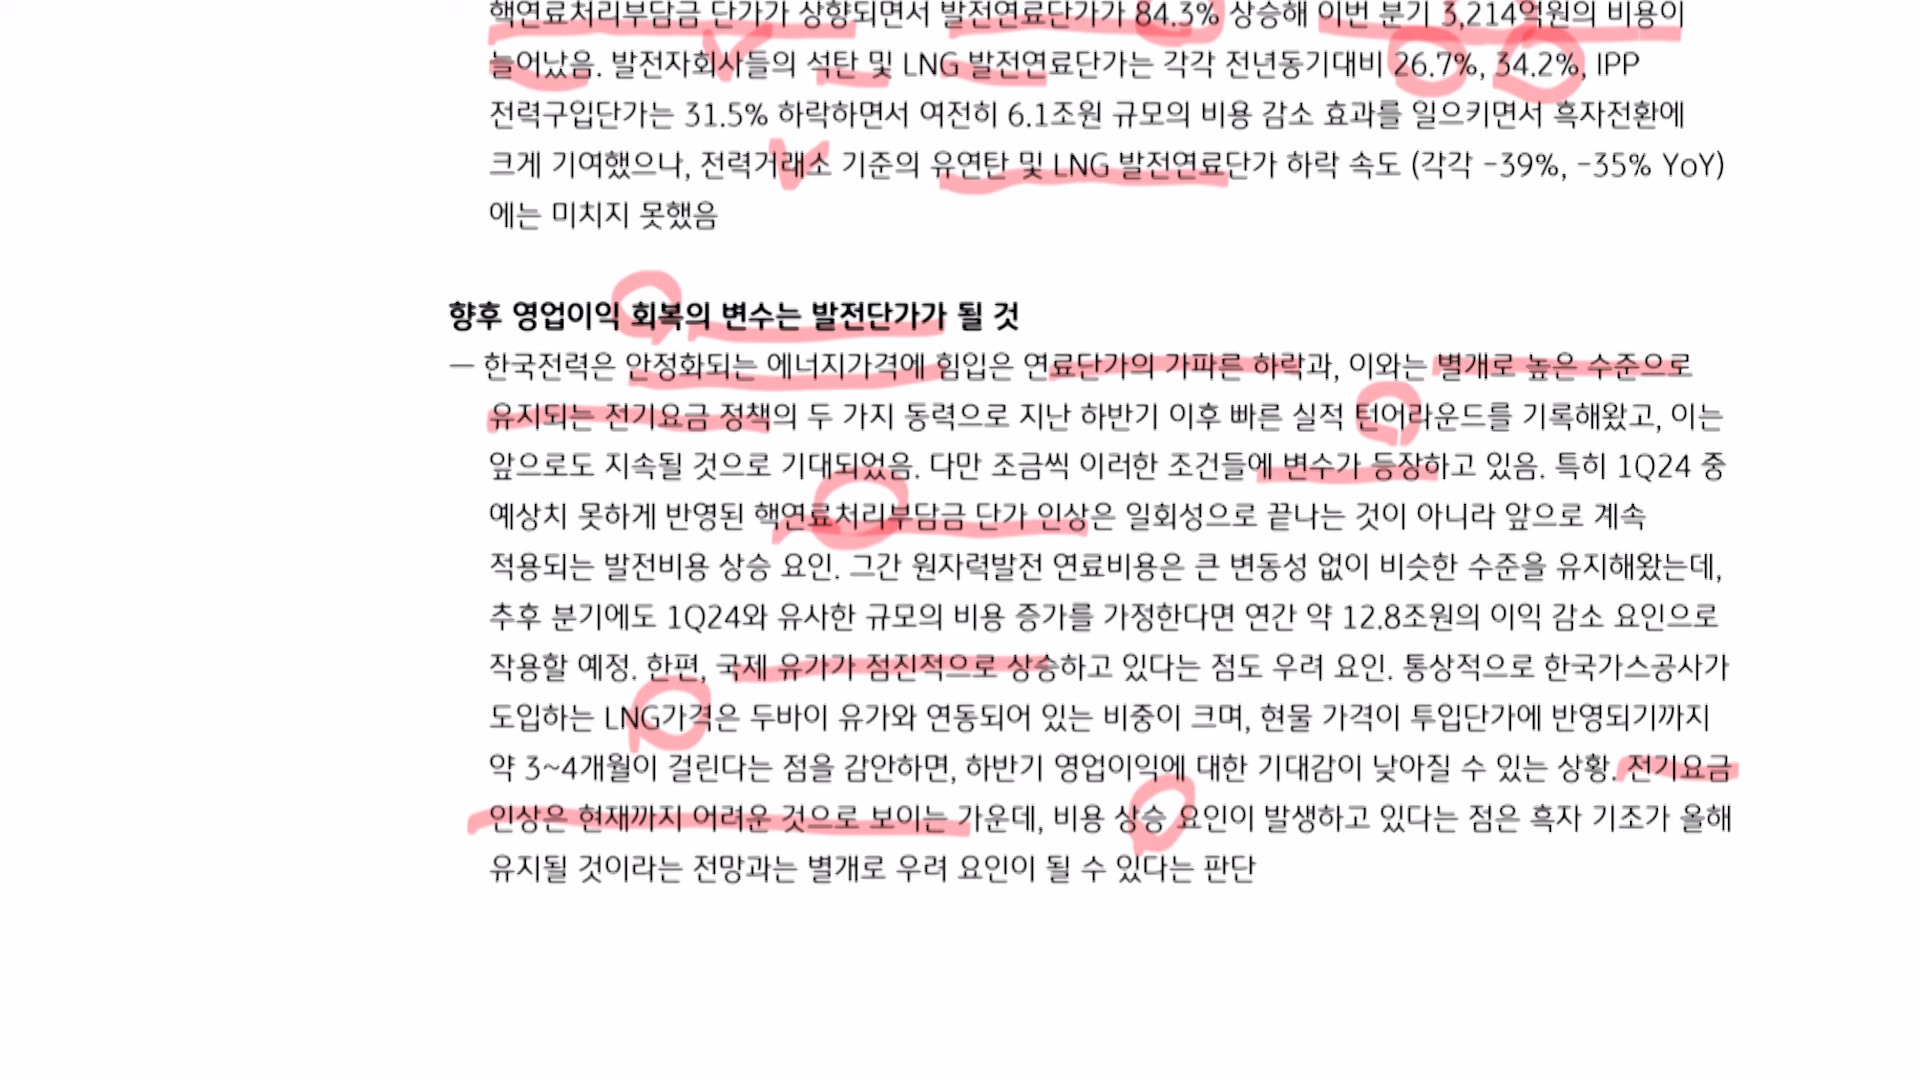 핵연료처리부담금 단가가 상향되면서 발전연료단가가 84.3% 상승해 이번 분기 3,214억원의 비용이
늘어났음. 발전자회사들의 석탄 및 LNG 발전연료단가는 각각 전년동기대비 26.7%, 34.2%, IPP
전력구입단가는 31.5% 하락하면서 여전히 6.1조원 규모의 비용 감소 효과를 일으키면서 흑자전환에
크게 기여했으나, 전력거래소 기준의 유연탄 및 LNG 발전연료단가 하락 속도 (각각 -39%, -35% YoY)
에는 미치지 못했음
향후 영업이익 회복의 변수는 발전단가가 될 것
— 한국전력은 안정화되는 에너지가격에 힘입은 연료단가의 가파른 하락과, 이와는 별개로 높은 수준으로
유지되는 전기요금 정책의 두 가지 동력으로 지난 하반기 이후 빠른 실적 턴어라운드를 기록해왔고, 이는
앞으로도 지속될 것으로 기대되었음. 다만 조금씩 이러한 조건들에 변수가 등장하고 있음. 특히 1Q24 중
예상치 못하게 반영된 핵연료처리부담금 단가 인상은 일회성으로 끝나는 것이 아니라 앞으로 계속
적용되는 발전비용 상승 요인. 그간 원자력발전 연료비용은 큰 변동성 없이 비슷한 수준을 유지해왔는데,
추후 분기에도 1Q24와 유사한 규모의 비용 증가를 가정한다면 연간 약 12.8조원의 이익 감소 요인으로
작용할 예정. 한편, 국제 유가가 점진적으로 상승하고 있다는 점도 우려 요인. 통상적으로 한국가스공사가
도입하는 LNG가격은 두바이 유가와 연동되어 있는 비중이 크며, 현물 가격이 투입단가에 반영되기까지
약 3~4개월이 걸린다는 점을 감안하면, 하반기 영업이익에 대한 기대감이 낮아질 수 있는 상황. 전기요금
인상은 현재까지 어려운 것으로 보이는 가운데, 비용 상승 요인이 발생하고 있다는 점은 흑자 기조가 올해
유지될 것이라는 전망과는 별개로 우려 요인이 될 수 있다는 판단